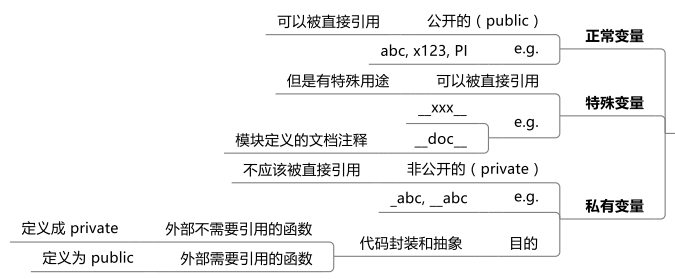 可以被直接引用 公开的（public）
正常变量
abc, x123, PI e.g.
但是有特殊用途 可以被直接引用
特殊变量
__xxx__
e.g.
模块定义的文档注释 __doc__
不应该被直接引用 非公开的（private）
_abc, __abc e.g.
私有变量
定义成 private 外部不需要引用的函数
代码封装和抽象 目的
定义为 public 外部需要引用的函数